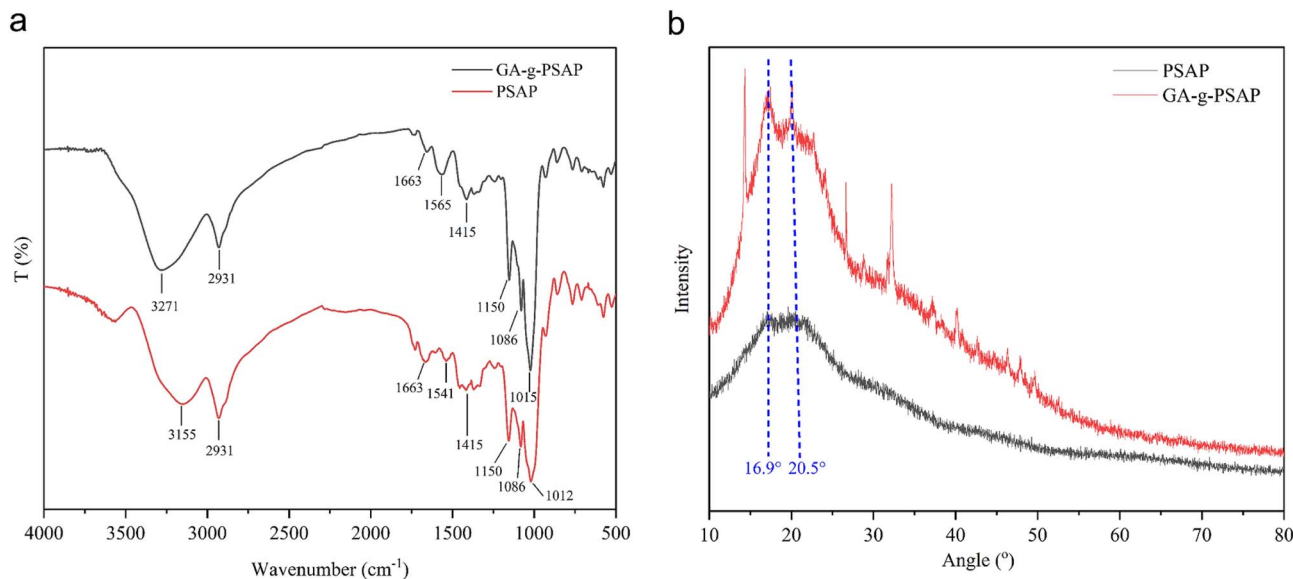 a
GA-g-PSAP
PSAP
1663
1565
1415
3271
2931
1150
1086
1015
1663
1541
1415
3155
2931
1150
1086
1012
T (%)
4000 3500 3000 2500 2000 1500 1000 500
Wavenumber (cm⁻¹)
b
PSAP
GA-g-PSAP
Intensity
16.9° 20.5°
10 20 30 40 50 60 70 80
Angle (°)